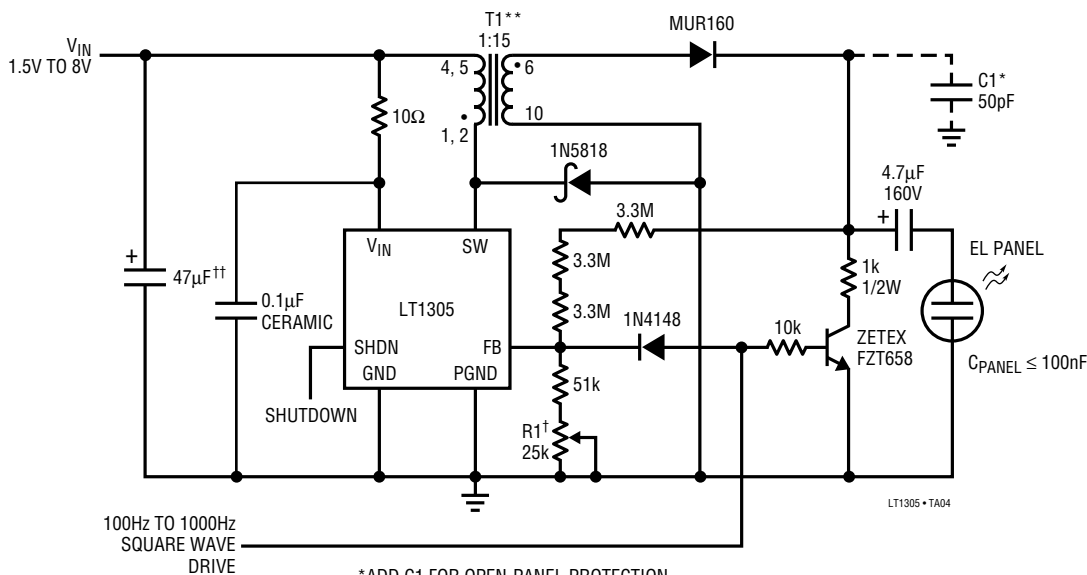 T1**
1:15
MUR160
VIN
1.5V TO 8V
4, 5
6
C1*
50pF
10Ω
10
1, 2
1N5818
4.7µF
160V
3.3M
+
VIN
SW
EL PANEL
+
47µF††
3.3M
1k
1/2W
0.1µF
CERAMIC
LT1305
3.3M
1N4148
10k
ZETEX
FZT658
SHDN
FB
CPANEL ≤ 100nF
GND
PGND
51k
SHUTDOWN
R1†
25k
LT1305 • TA04
100Hz TO 1000Hz
SQUARE WAVE
DRIVE
*ADD C1 FOR OPEN-PANEL PROTECTION